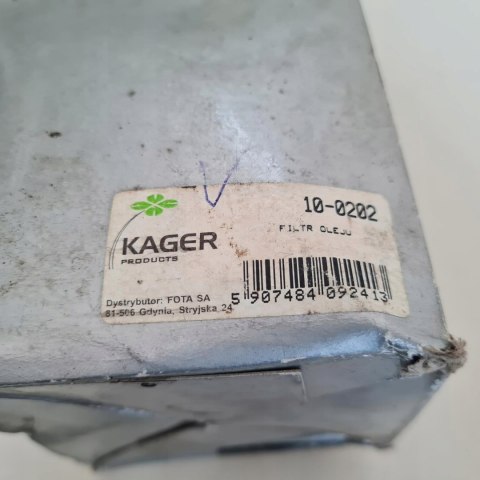 10-0202
FILTR OLEJU
KAGER
PRODUCTS
Dystrybutor: FOTA SA
81-506 Gdynia, Stryjska 24
5 907484 092413